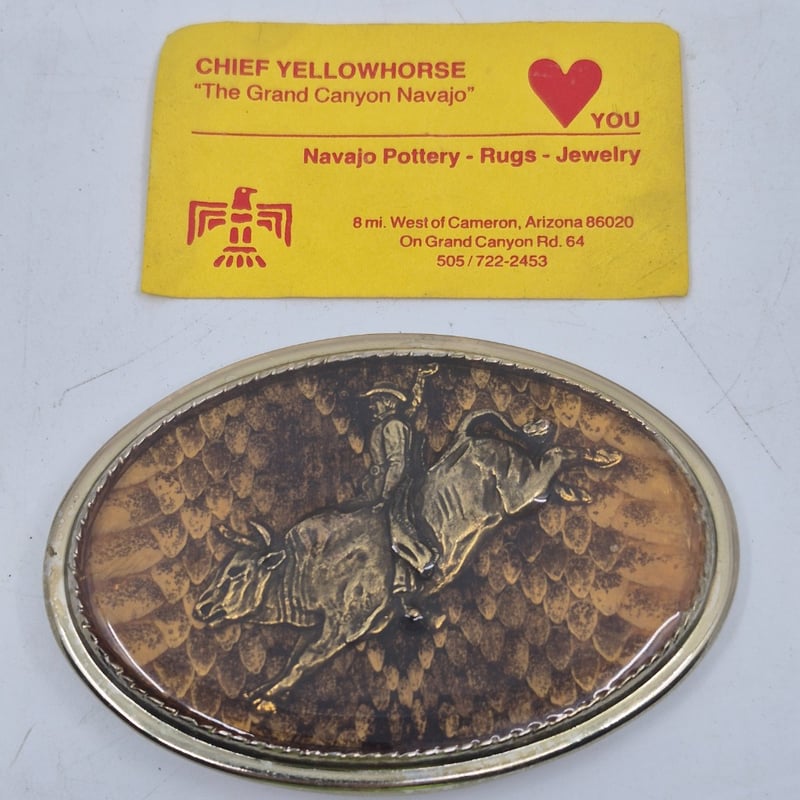 CHIEF YELLOWHORSE
"The Grand Canyon Navajo"
YOU
Navajo Pottery - Rugs - Jewelry
8 mi. West of Cameron, Arizona 86020
On Grand Canyon Rd. 64
505/722-2453